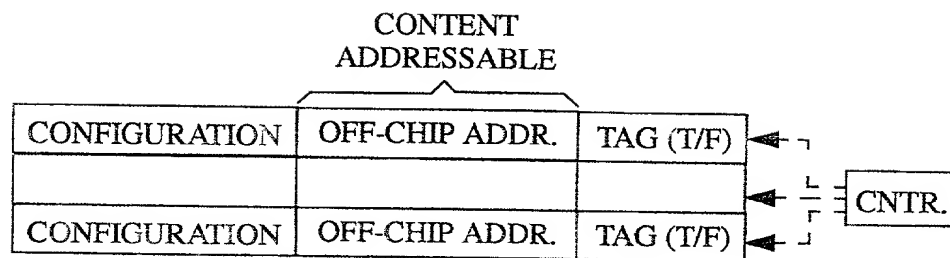 CONTENT
ADDRESSABLE
CONFIGURATION OFF-CHIP ADDR. TAG (T/F)
CNTR.
CONFIGURATION OFF-CHIP ADDR. TAG (T/F)